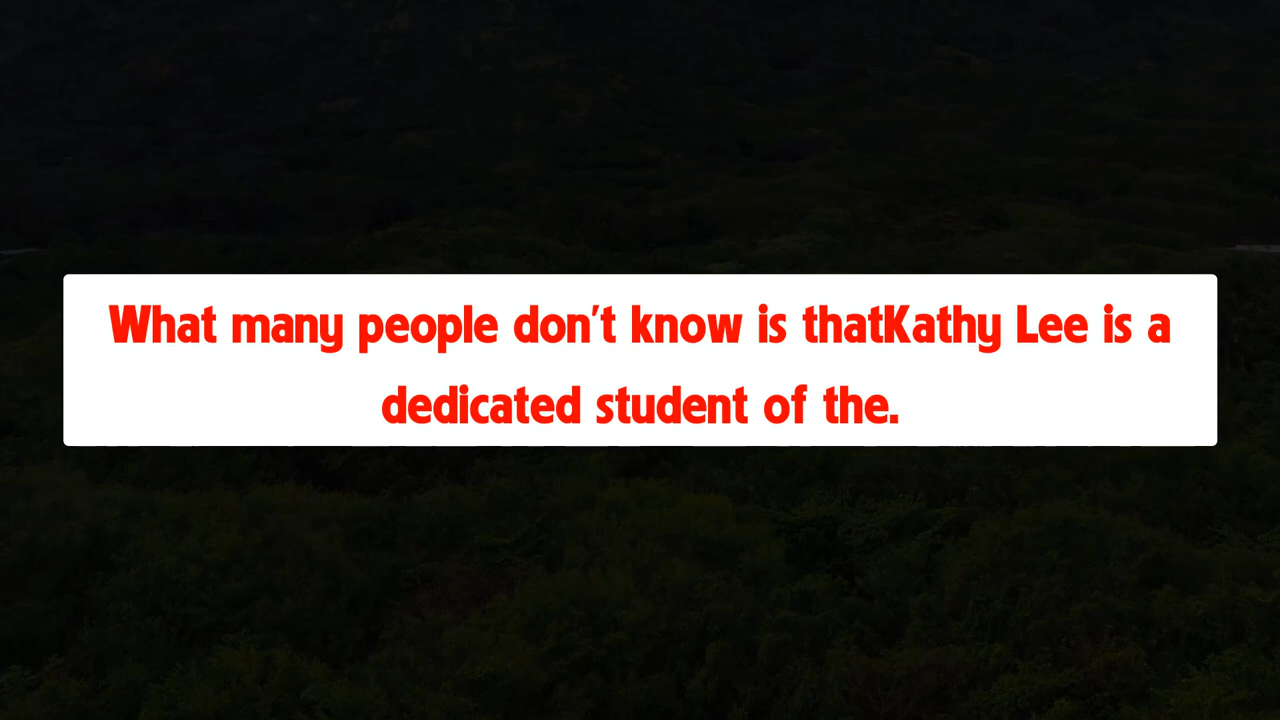 What many people don't know is thatKathy Lee is a
dedicated student of the.